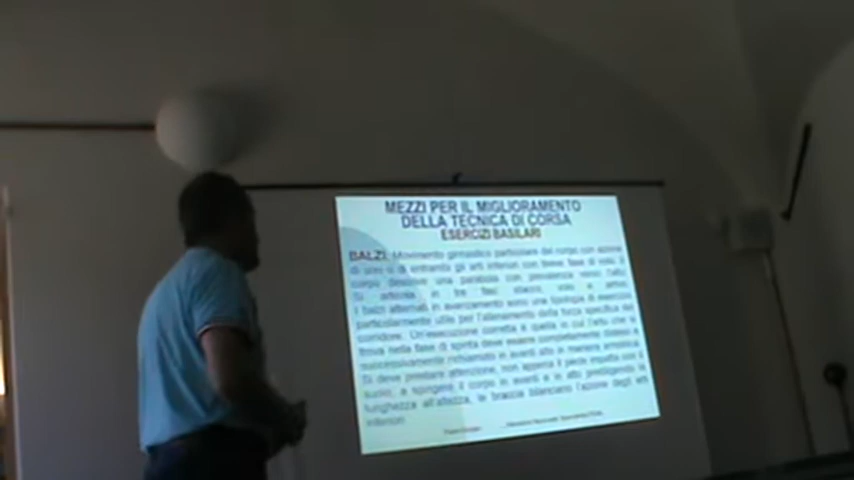 MEZZI PER IL MIGLIORAMENTO
DELLA TECNICA DI CORSA
ESERCIZI BASILARI
BALZI: Movimento ginnastico particolare del corpo con azione
di uno o di entrambi gli arti inferiori con breve fase di volo il
corpo una parabola con prevalenza verso l'alto
Si articola in tre fasi: stacco, volo e arrivo
I balzi alternati in avanzamento sono una tipologia di esercizi
particolarmente utile per l'allenamento della forza specifica del
corridore. Un'esecuzione corretta è quella in cui l'arto che si
trova nella fase di spinta deve essere completamente disteso e
successivamente richiamato in avanti alto in maniera
Si deve prestare attenzione, non appena il piede impatta con il
suolo, a spingere il corpo in avanti e in alto
lunghezza all'altezza, le braccia bilanciano l'azione degli arti
inferiori